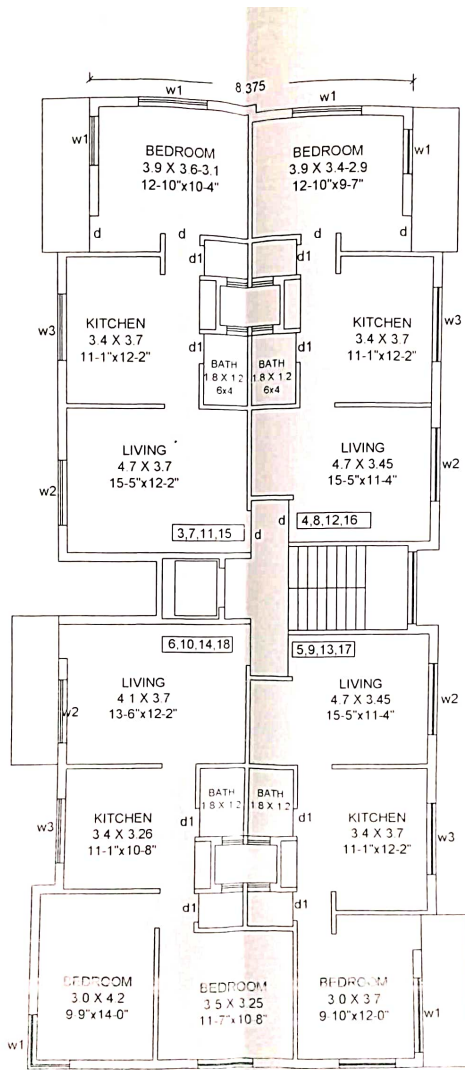 8.375
w1
w1
w1
w1
BEDROOM
3.9 X 3.6-3.1
12-10"x10-4"
BEDROOM
3.9 X 3.4-2.9
12-10"x9-7"
d
d
d
d
d1
d1
w3
KITCHEN
3.4 X 3.7
11-1"x12-2"
KITCHEN
3.4 X 3.7
11-1"x12-2"
w3
d1
d1
BATH
1.8 X 1.2
6x4
BATH
1.8 X 1.2
6x4
LIVING
4.7 X 3.7
15-5"x12-2"
LIVING
4.7 X 3.45
15-5"x11-4"
w2
w2
3,7,11,15
4,8,12,16
d
d
6,10,14,18
5,9,13,17
LIVING
4.1 X 3.7
13-6"x12-2"
LIVING
4.7 X 3.45
15-5"x11-4"
w2
w2
BATH
1.8 X 1.2
BATH
1.8 X 1.2
w3
KITCHEN
3.4 X 3.26
11-1"x10-8"
d1
d1
KITCHEN
3.4 X 3.7
11-1"x12-2"
w3
d1
d1
BEDROOM
3.0 X 4.2
9-9"x14-0"
BEDROOM
3.5 X 3.25
11-7"x10-8"
BEDROOM
3.0 X 3.7
9-10"x12-0"
w1
w1